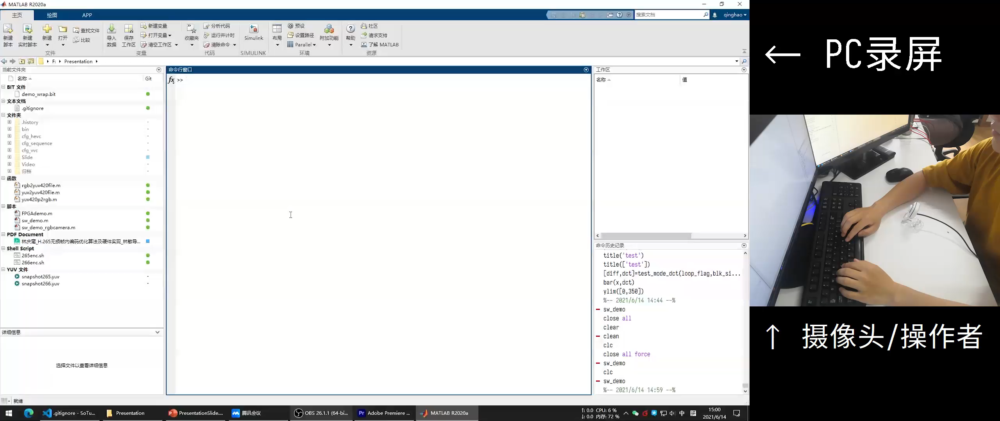 MATLAB R2020a
主页 绘图 APP
搜索文档 qinghao
新建脚本 新建实时脚本 新建 打开 查找文件 比较
文件
导入数据 保存工作区 新建变量 打开变量 清空工作区
变量
收藏夹 分析代码 运行并计时 清除命令
代码
Simulink
SIMULINK
布局 预设 设置路径 Parallel 附加功能
环境
帮助 社区 请求支持 了解 MATLAB
资源
F: Presentation
当前文件夹
名称 Git
BIT 文件
demo_wrap.bit
文本文档
.gitignore
文件夹
.history
bin
cfg_hevc
cfg_sequence
cfg_vvc
Slide
Video
归档
函数
rgb2yuv420file.m
yuv2yuv420file.m
yuv420p2rgb.m
脚本
FPGAdemo.m
sw_demo.m
sw_demo_rgbcamera.m
PDF Document
H.265无损帧内编码优化算法及硬件实现_林敏导...
Shell Script
265enc.sh
266enc.sh
YUV 文件
snapshot265.yuv
snapshot266.yuv
详细信息
选择文件以查看详细信息
就绪
命令行窗口
fx >>
工作区
名称 值
命令历史记录
title('test')
title(['test'])
[diff,dct]=test_mode_dct(loop_flag,blk_si...
bar(x,dct)
ylim([0,350])
%-- 2021/6/14 14:44 --%
sw_demo
close all
clear
clean
clc
close all force
sw_demo
clc
sw_demo
%-- 2021/6/14 14:59 --%
← PC录屏
↑ 摄像头/操作者
.gitignore - SoTu... Presentation PresentationSlide.... 腾讯会议 OBS 26.1.1 (64-bi... Pr Adobe Premiere ... MATLAB R2020a
↑: 0.0 CPU: 6 %
↓: 0.0 内存: 72 %
中 拼
15:00
2021/6/14